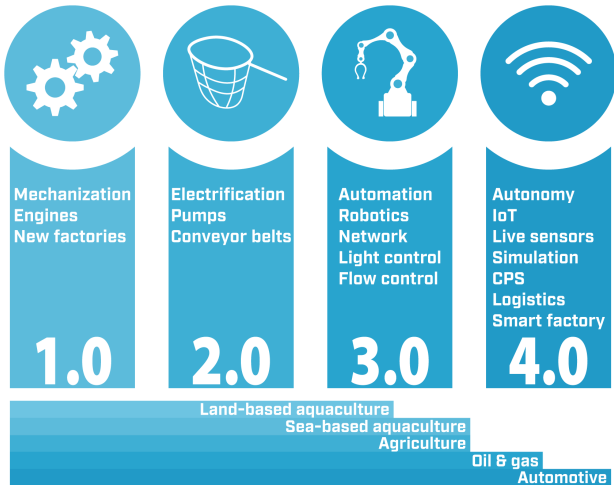 Mechanization
Engines
New factories
1.0
Electrification
Pumps
Conveyor belts
2.0
Automation
Robotics
Network
Light control
Flow control
3.0
Autonomy
IoT
Live sensors
Simulation
CPS
Logistics
Smart factory
4.0
Land-based aquaculture
Sea-based aquaculture
Agriculture
Oil & gas
Automotive